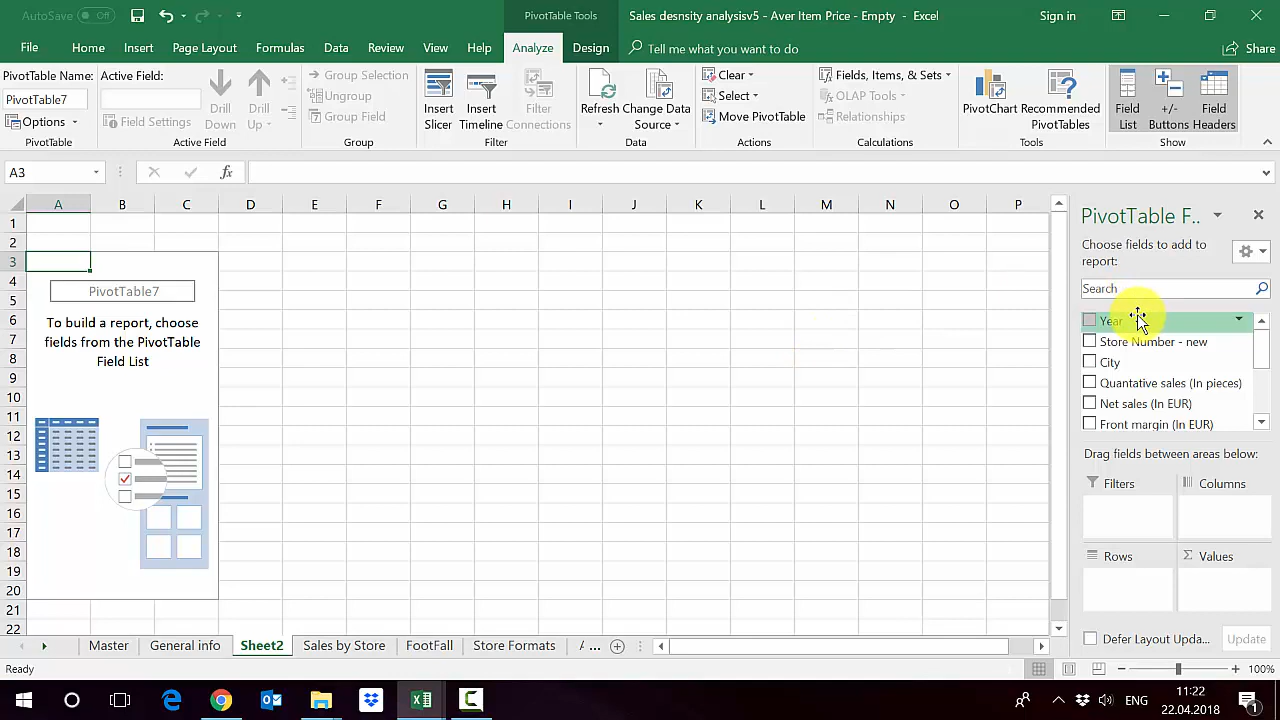 AutoSave Off
PivotTable Tools
Sales desnsity analysisv5 - Aver Item Price - Empty - Excel
Sign in
File Home Insert Page Layout Formulas Data Review View Help Analyze Design Tell me what you want to do Share
PivotTable Name:
PivotTable7
Options
PivotTable
Active Field:
Field Settings
Drill Down
Drill Up
Active Field
Group Selection
Ungroup
Group Field
Group
Insert Slicer
Insert Timeline
Filter Connections
Filter
Refresh
Change Data Source
Data
Clear
Select
Move PivotTable
Actions
Fields, Items, & Sets
OLAP Tools
Relationships
Calculations
PivotChart
Recommended PivotTables
Tools
Field List
+/- Buttons
Field Headers
Show
A3
fx
A B C D E F G H I J K L M N O P
1
2
3
4
5
6
7
8
9
10
11
12
13
14
15
16
17
18
19
20
21
22
PivotTable7
To build a report, choose
fields from the PivotTable
Field List
PivotTable F..
Choose fields to add to
report:
Search
Year
Store Number - new
City
Quantative sales (In pieces)
Net sales (In EUR)
Front margin (In EUR)
Drag fields between areas below:
Filters
Columns
Rows
Σ Values
Defer Layout Upda...
Update
Master General info Sheet2 Sales by Store FootFall Store Formats A ...
Ready
100%
ENG
11:22
22.04.2018
1